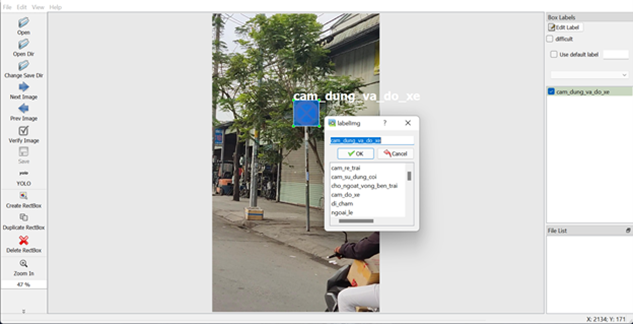 File Edit View Help
Open
Open Dir
Change Save Dir
Next Image
Prev Image
Verify Image
Save
YOLO
Create RectBox
Duplicate RectBox
Delete RectBox
Zoom In
47 %
cam_dung_va_do_xe
labelImg ? ×
cam_dung_va_do_xe
OK Cancel
cam_re_trai
cam_su_dung_coi
cho_ngoat_vong_ben_trai
cam_do_xe
di_cham
ngoai_le
Box Labels
Edit Label
difficult
Use default label
cam_dung_va_do_xe
File List
X: 2134; Y: 171